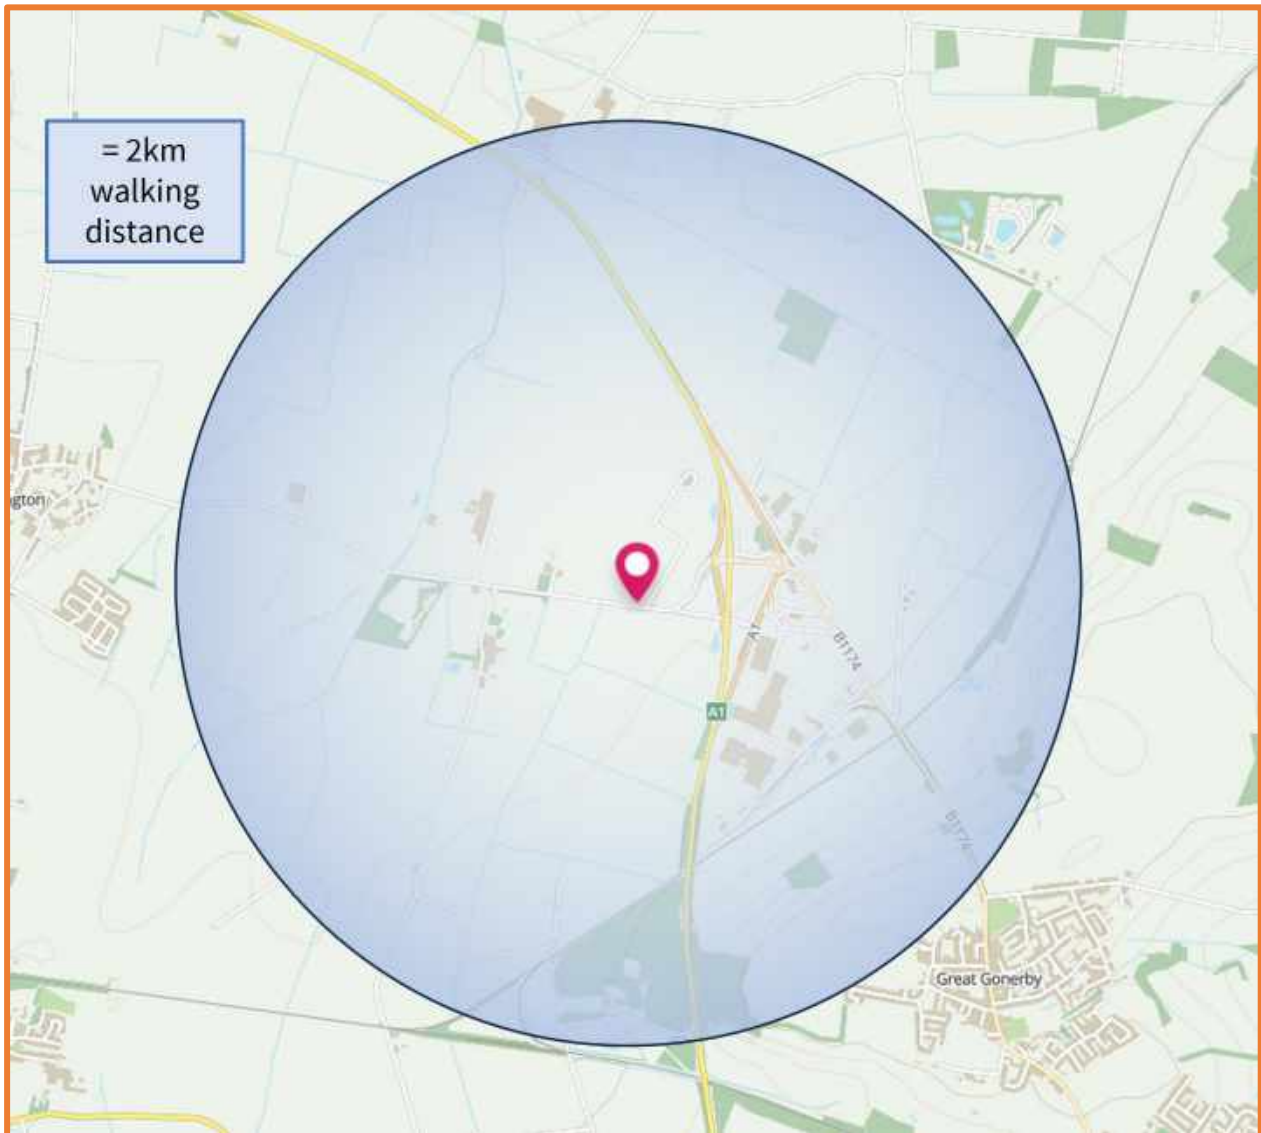 = 2km
walking
distance
gton
A1
B1174
A1
B1174
Great Gonerby